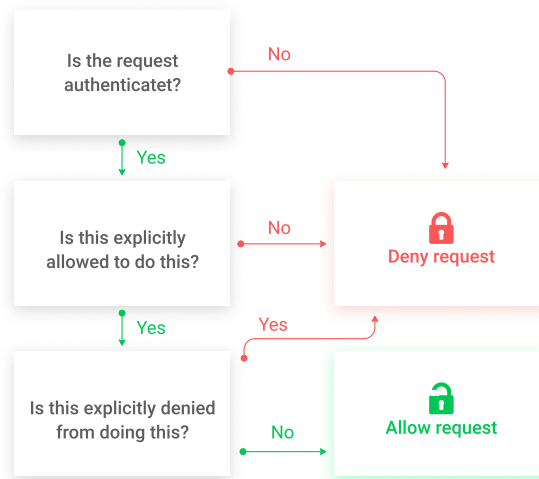 Is the request
authenticatet?
No
Yes
Is this explicitly
allowed to do this?
No
Deny request
Yes
Yes
Is this explicitly denied
from doing this?
No
Allow request